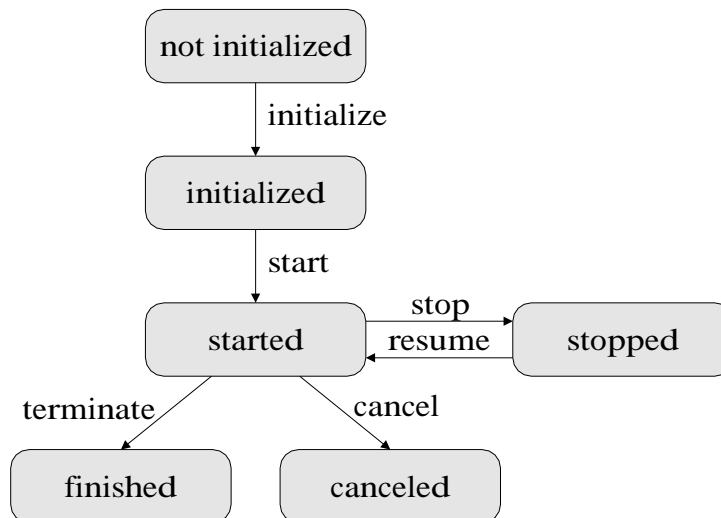 not initialized
initialize
initialized
start
started
stop
resume
stopped
terminate
cancel
finished
canceled